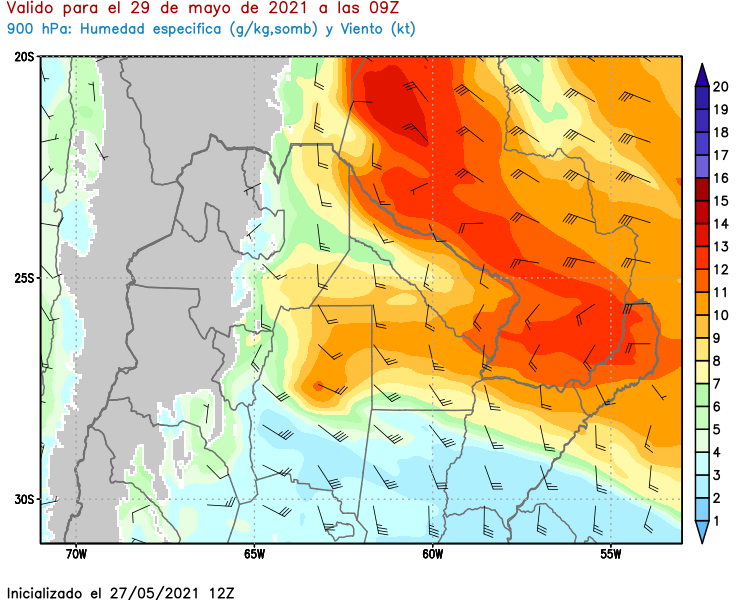 Valido para el 29 de mayo de 2021 a las 09Z
900 hPa: Humedad especifica (g/kg,somb) y Viento (kt)
20S
25S
30S
70W
65W
60W
55W
20
19
18
17
16
15
14
13
12
11
10
9
8
7
6
5
4
3
2
1
Inicializado el 27/05/2021 12Z